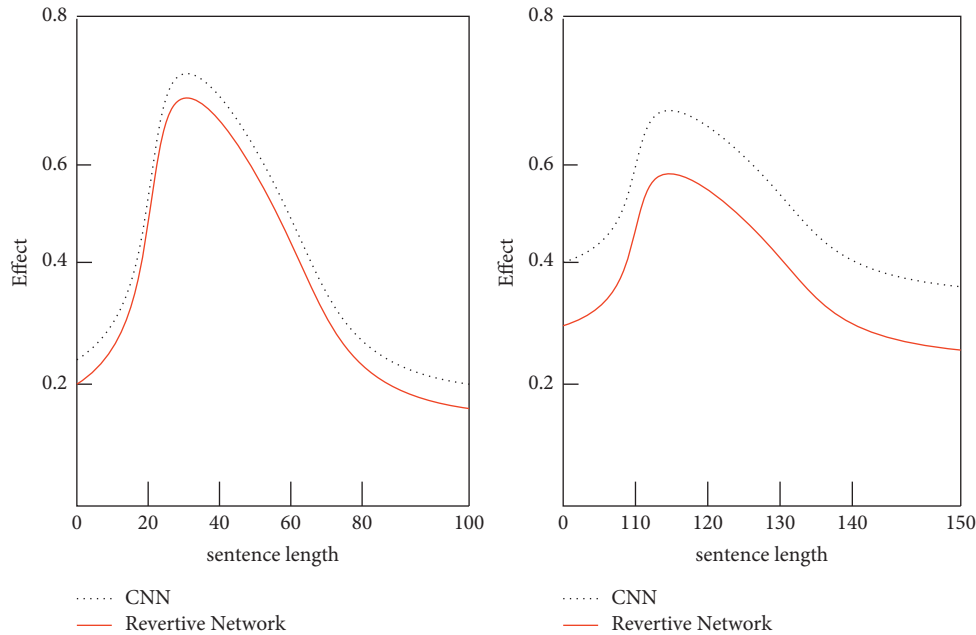 0.8
0.6
0.4
0.2
Effect
0 20 40 60 80 100
sentence length
CNN
Revertive Network
0.8
0.6
0.4
0.2
Effect
0 110 120 130 140 150
sentence length
CNN
Revertive Network